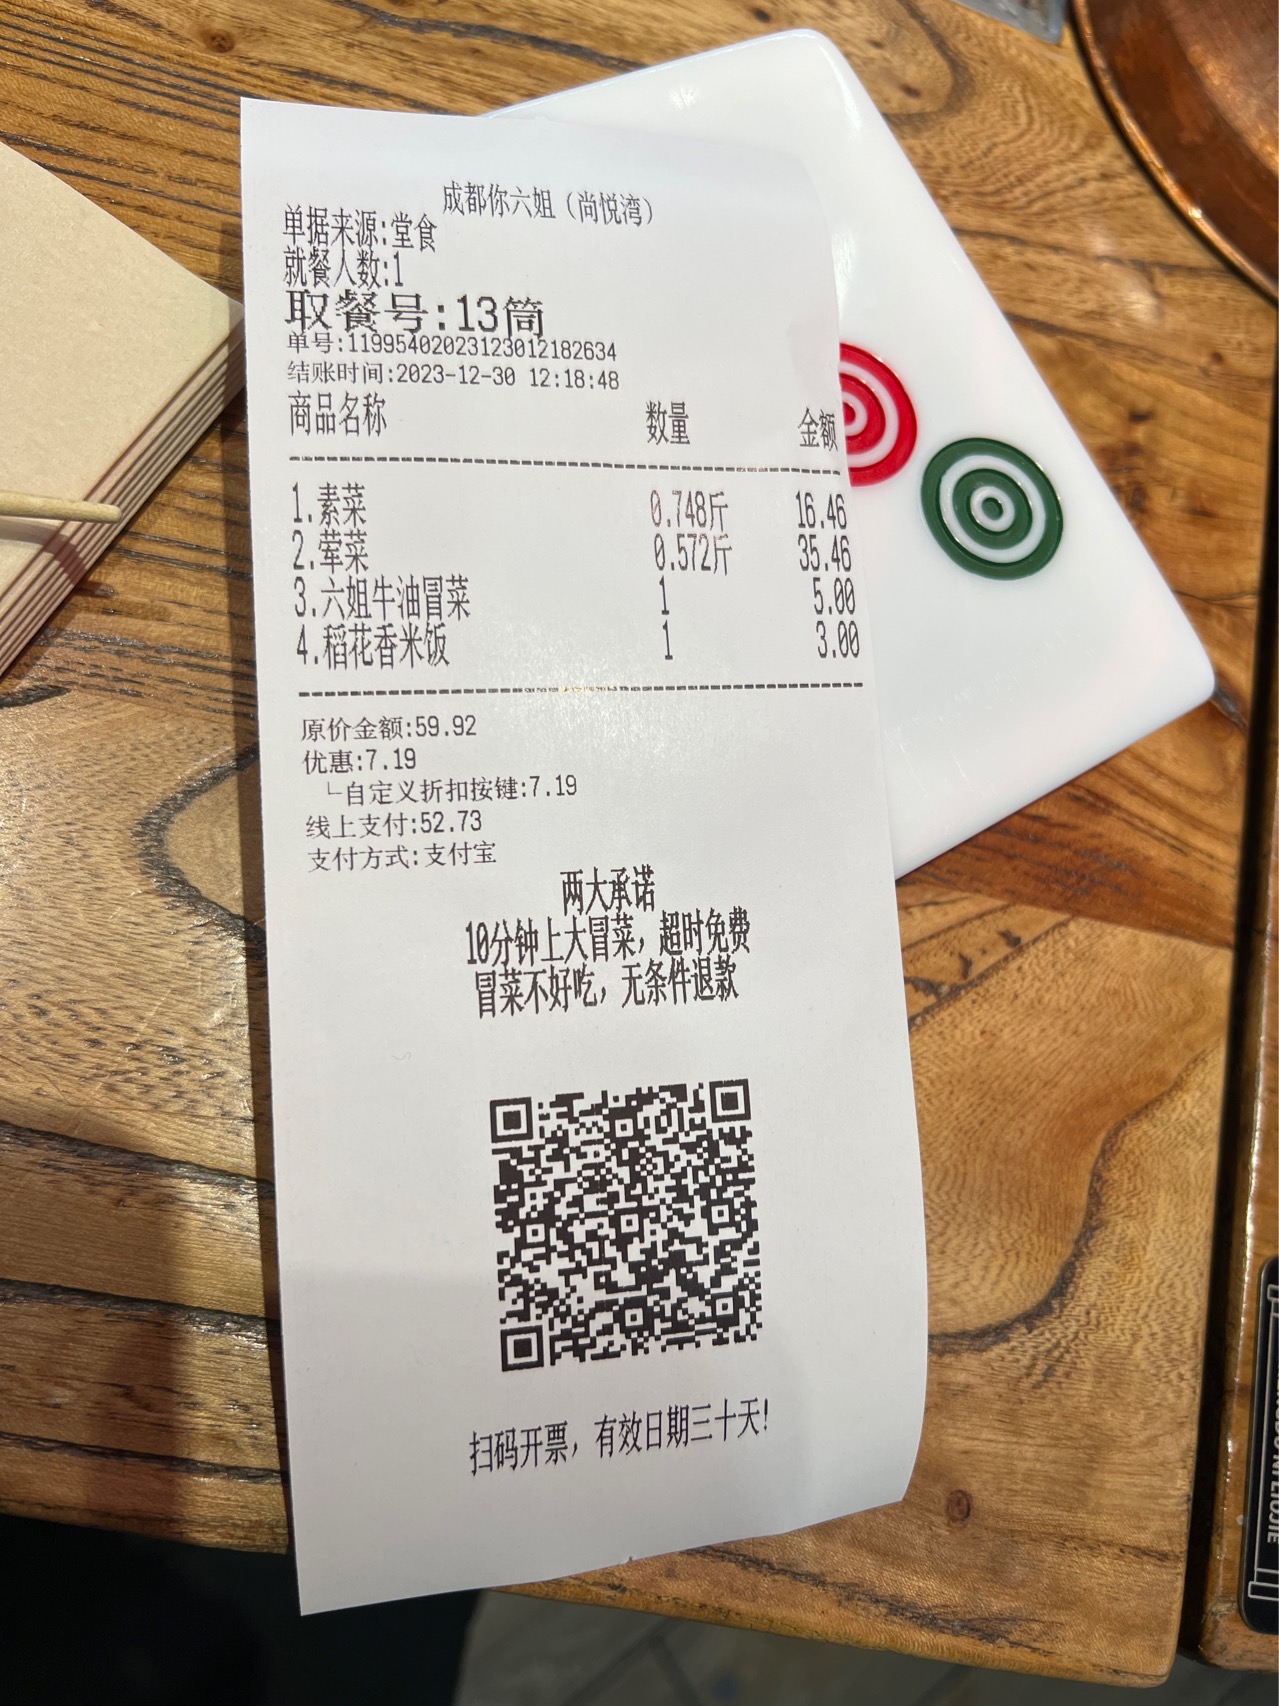 成都你六姐（尚悦湾）
单据来源:堂食
就餐人数:1
取餐号:13筒
单号:11995402023123012182634
结账时间:2023-12-30 12:18:48
商品名称 数量 金额
1.素菜 0.748斤 16.46
2.荤菜 0.572斤 35.46
3.六姐牛油冒菜 1 5.00
4.稻花香米饭 1 3.00
原价金额:59.92
优惠:7.19
└自定义折扣按键:7.19
线上支付:52.73
支付方式:支付宝
两大承诺
10分钟上大冒菜，超时免费
冒菜不好吃，无条件退款
扫码开票，有效日期三十天!